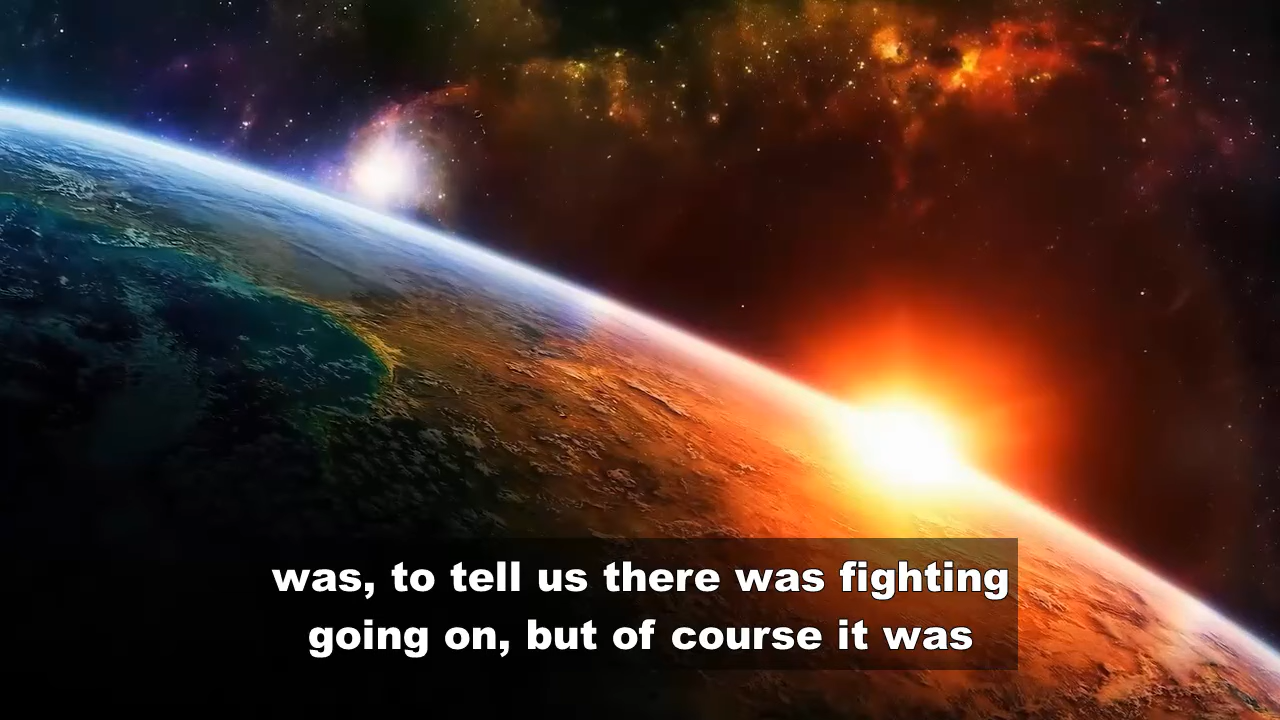 was, to tell us there was fighting
going on, but of course it was